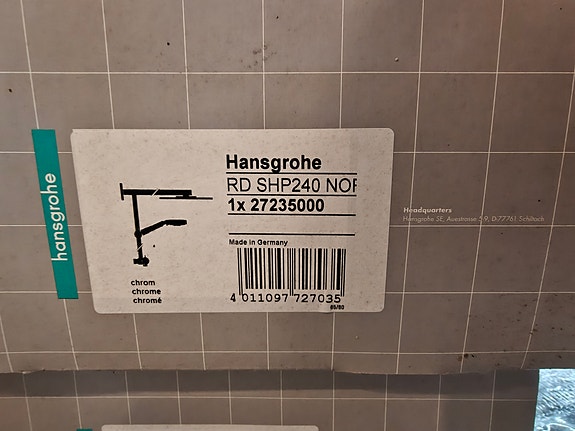 hansgrohe
Hansgrohe
RD SHP240 NOR
1x 27235000
Made in Germany
chrom
chrome
chromé
4 011097 727035
Headquarters
Hansgrohe SE, Auestrasse 5-9, D-77761 Schiltach